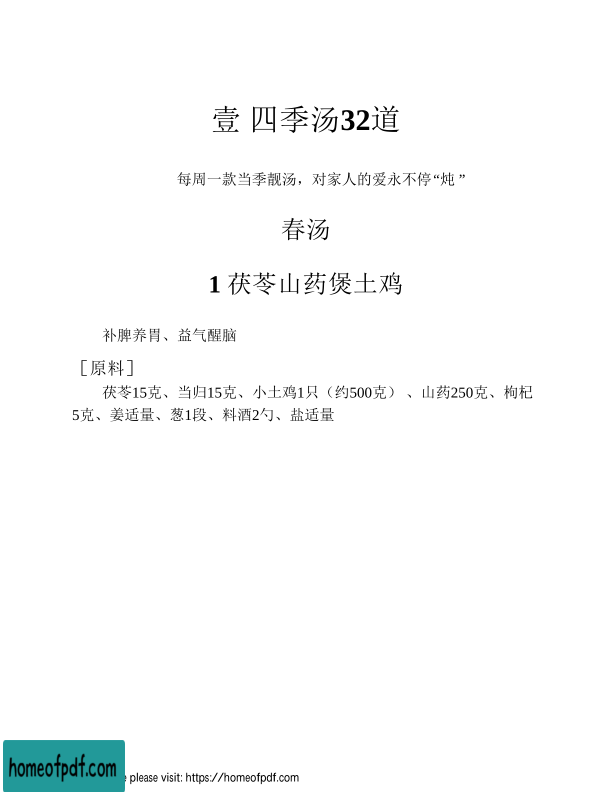 壹 四季汤32道
每周一款当季靓汤，对家人的爱永不停“炖 ”
春汤
1 茯苓山药煲土鸡
补脾养胃、益气醒脑
［原料］
茯苓15克、当归15克、小土鸡1只（约500克） 、山药250克、枸杞
5克、姜适量、葱1段、料酒2勺、盐适量
homeofpdf.com
please visit: https://homeofpdf.com